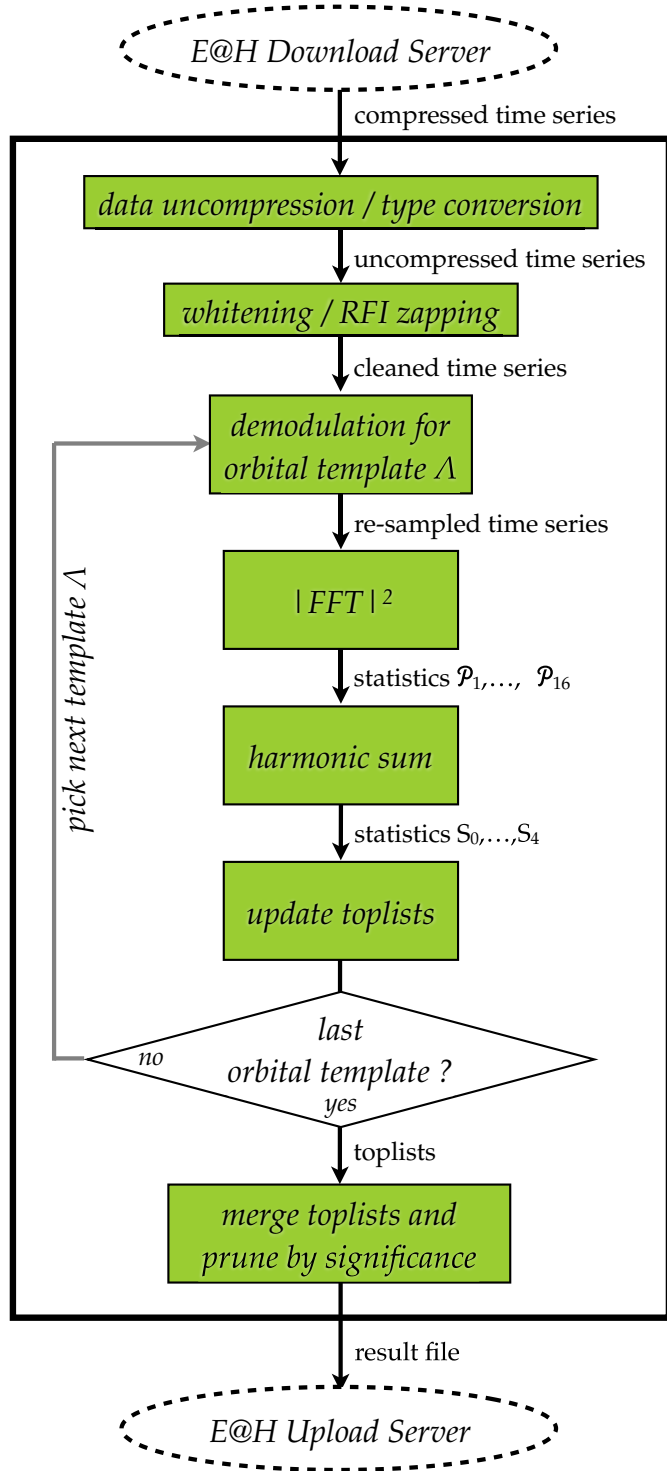 E@H Download Server
compressed time series
data uncompression / type conversion
uncompressed time series
whitening / RFI zapping
cleaned time series
demodulation for
orbital template Λ
re-sampled time series
|FFT|²
statistics 𝒫₁,…, 𝒫₁₆
harmonic sum
statistics S₀,…,S₄
update toplists
pick next template Λ
last
orbital template ?
no
yes
toplists
merge toplists and
prune by significance
result file
E@H Upload Server